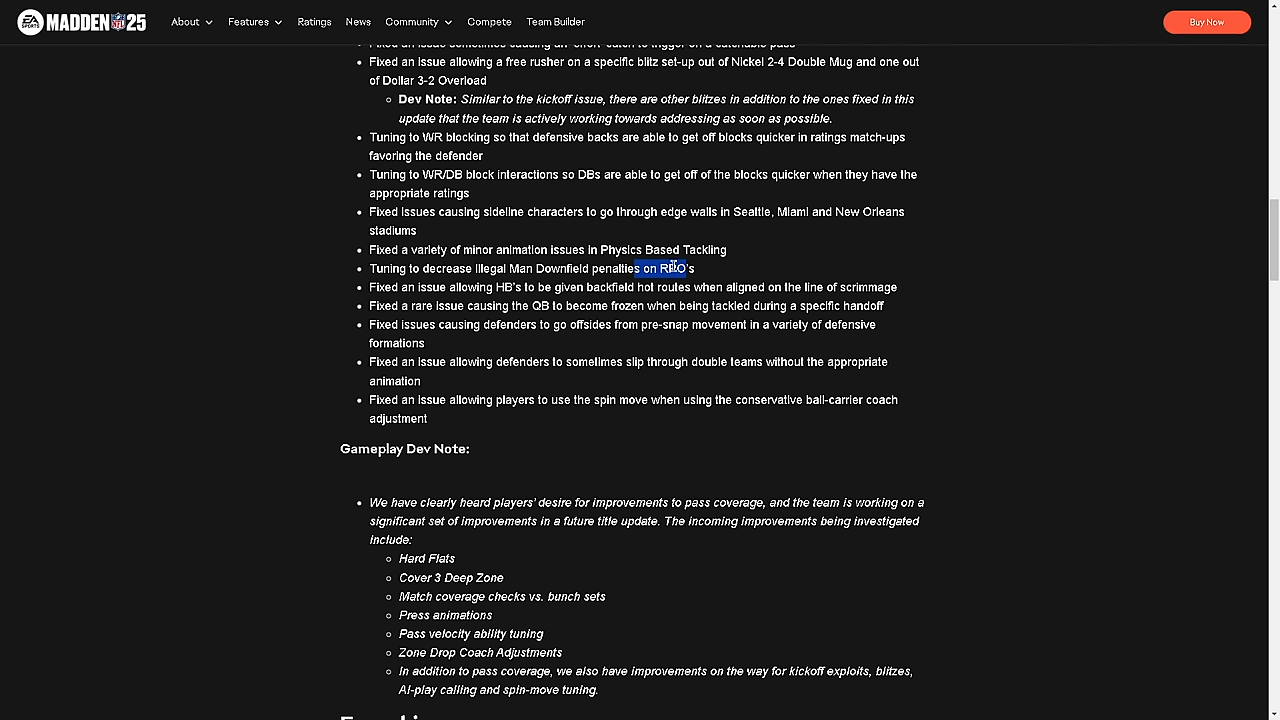 EA SPORTS MADDEN NFL 25 About Features Ratings News Community Compete Team Builder Buy Now
Fixed an issue sometimes causing an "effort" catch to trigger on a catchable pass
Fixed an issue allowing a free rusher on a specific blitz set-up out of Nickel 2-4 Double Mug and one out
of Dollar 3-2 Overload
Dev Note: Similar to the kickoff issue, there are other blitzes in addition to the ones fixed in this
update that the team is actively working towards addressing as soon as possible.
Tuning to WR blocking so that defensive backs are able to get off blocks quicker in ratings match-ups
favoring the defender
Tuning to WR/DB block interactions so DBs are able to get off of the blocks quicker when they have the
appropriate ratings
Fixed issues causing sideline characters to go through edge walls in Seattle, Miami and New Orleans
stadiums
Fixed a variety of minor animation issues in Physics Based Tackling
Tuning to decrease Illegal Man Downfield penalties on RPO's
Fixed an issue allowing HB's to be given backfield hot routes when aligned on the line of scrimmage
Fixed a rare issue causing the QB to become frozen when being tackled during a specific handoff
Fixed issues causing defenders to go offsides from pre-snap movement in a variety of defensive
formations
Fixed an issue allowing defenders to sometimes slip through double teams without the appropriate
animation
Fixed an issue allowing players to use the spin move when using the conservative ball-carrier coach
adjustment
Gameplay Dev Note:
We have clearly heard players' desire for improvements to pass coverage, and the team is working on a
significant set of improvements in a future title update. The incoming improvements being investigated
include:
Hard Flats
Cover 3 Deep Zone
Match coverage checks vs. bunch sets
Press animations
Pass velocity ability tuning
Zone Drop Coach Adjustments
In addition to pass coverage, we also have improvements on the way for kickoff exploits, blitzes,
AI-play calling and spin-move tuning.